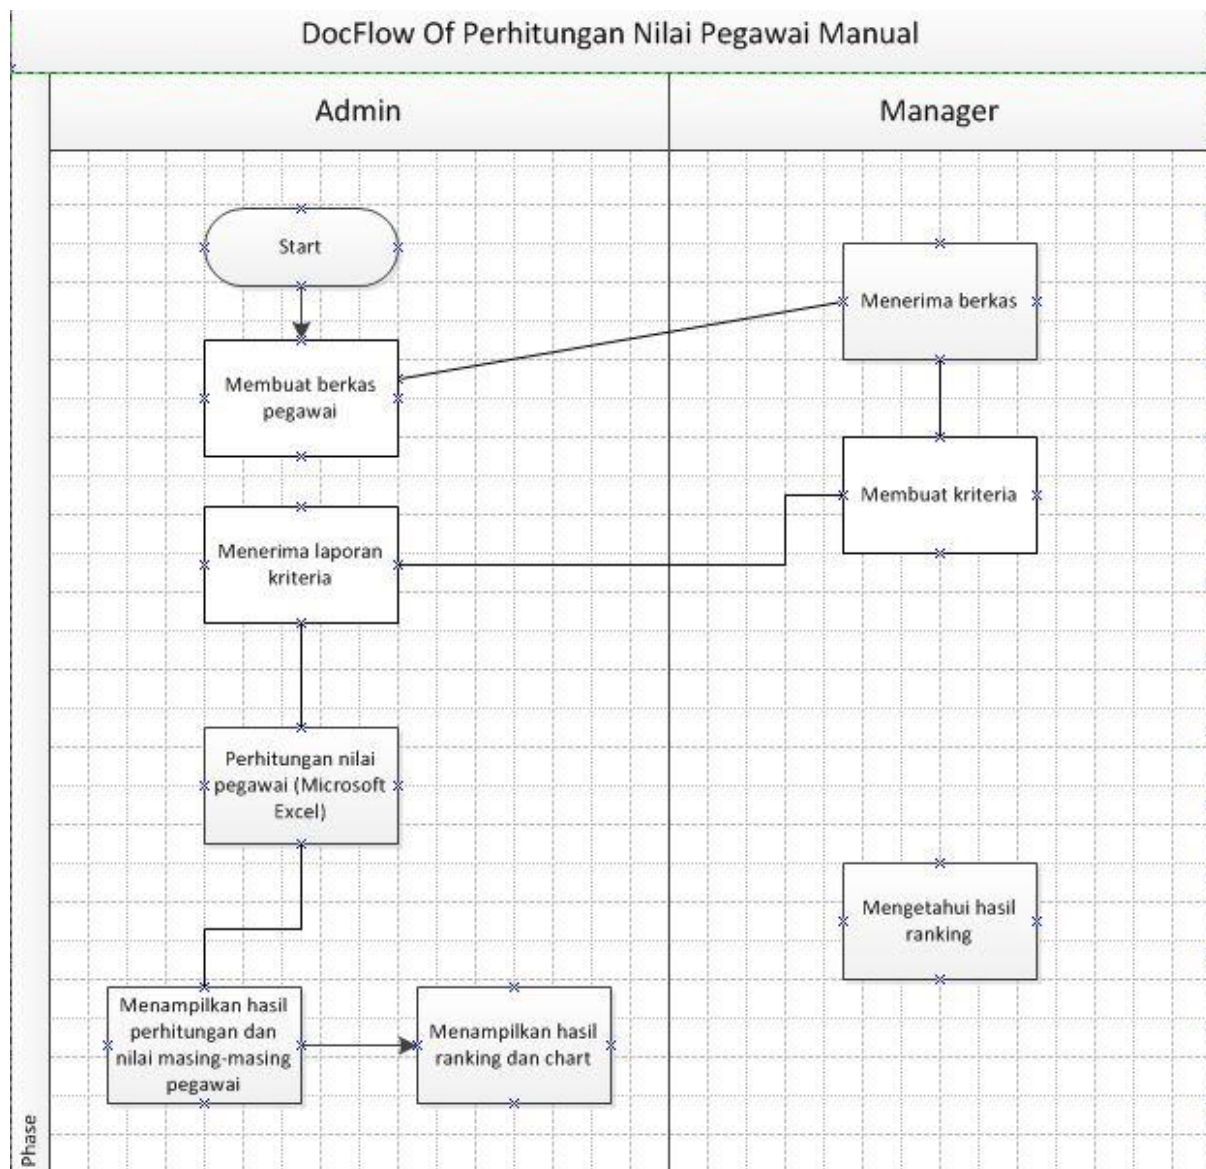 DocFlow Of Perhitungan Nilai Pegawai Manual
Admin
Manager
Start
Menerima berkas
Membuat berkas
pegawai
Membuat kriteria
Menerima laporan
kriteria
Perhitungan nilai
pegawai (Microsoft
Excel)
Mengetahui hasil
ranking
Menampilkan hasil
perhitungan dan
nilai masing-masing
pegawai
Menampilkan hasil
ranking dan chart
Phase